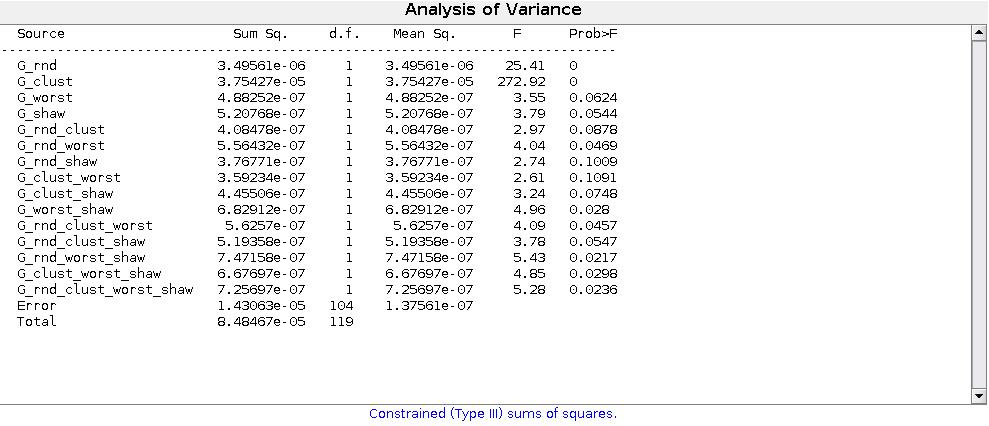 Analysis of Variance
Source Sum Sq. d.f. Mean Sq. F Prob>F
G_rnd 3.49561e-06 1 3.49561e-06 25.41 0
G_clust 3.75427e-05 1 3.75427e-05 272.92 0
G_worst 4.88252e-07 1 4.88252e-07 3.55 0.0624
G_shaw 5.20768e-07 1 5.20768e-07 3.79 0.0544
G_rnd_clust 4.08478e-07 1 4.08478e-07 2.97 0.0878
G_rnd_worst 5.56432e-07 1 5.56432e-07 4.04 0.0469
G_rnd_shaw 3.76771e-07 1 3.76771e-07 2.74 0.1009
G_clust_worst 3.59234e-07 1 3.59234e-07 2.61 0.1091
G_clust_shaw 4.45506e-07 1 4.45506e-07 3.24 0.0748
G_worst_shaw 6.82912e-07 1 6.82912e-07 4.96 0.028
G_rnd_clust_worst 5.6257e-07 1 5.6257e-07 4.09 0.0457
G_rnd_clust_shaw 5.19358e-07 1 5.19358e-07 3.78 0.0547
G_rnd_worst_shaw 7.47158e-07 1 7.47158e-07 5.43 0.0217
G_clust_worst_shaw 6.67697e-07 1 6.67697e-07 4.85 0.0298
G_rnd_clust_worst_shaw 7.25697e-07 1 7.25697e-07 5.28 0.0236
Error 1.43063e-05 104 1.37561e-07
Total 8.48467e-05 119
Constrained (Type III) sums of squares.